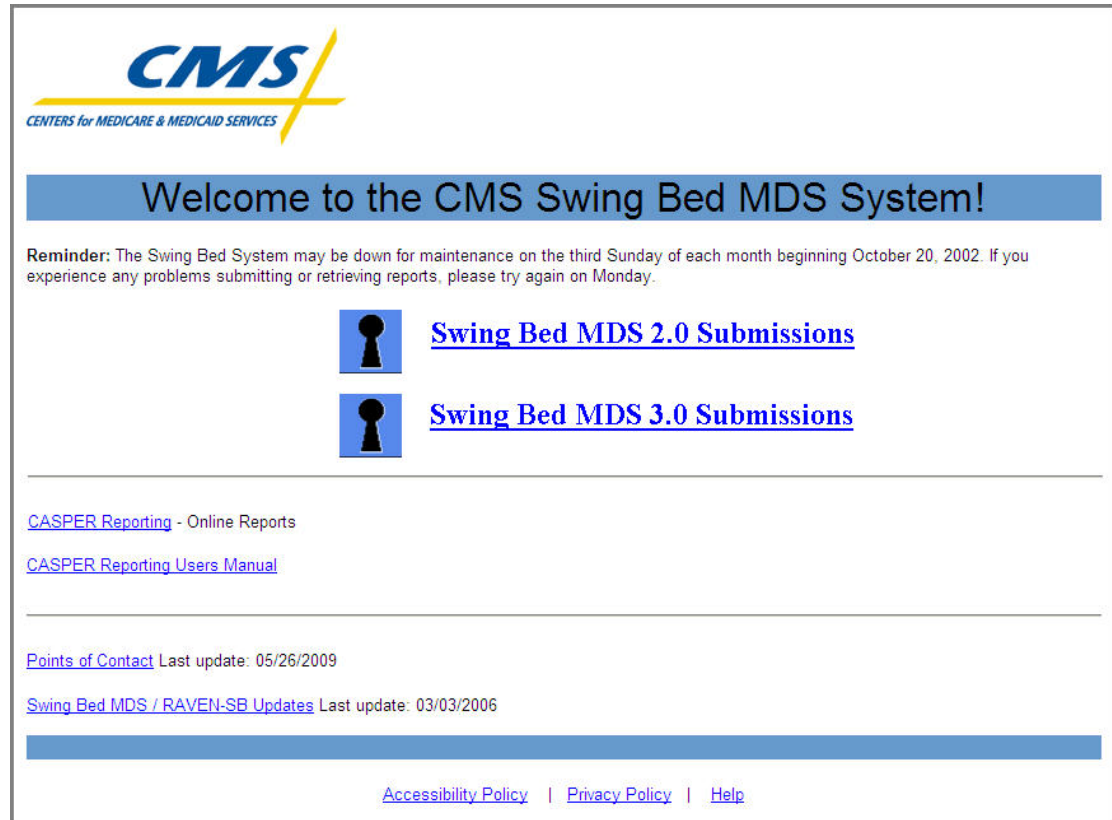 CMS
CENTERS for MEDICARE & MEDICAID SERVICES
Welcome to the CMS Swing Bed MDS System!
Reminder: The Swing Bed System may be down for maintenance on the third Sunday of each month beginning October 20, 2002. If you
experience any problems submitting or retrieving reports, please try again on Monday.
Swing Bed MDS 2.0 Submissions
Swing Bed MDS 3.0 Submissions
CASPER Reporting - Online Reports
CASPER Reporting Users Manual
Points of Contact Last update: 05/26/2009
Swing Bed MDS / RAVEN-SB Updates Last update: 03/03/2006
Accessibility Policy | Privacy Policy | Help